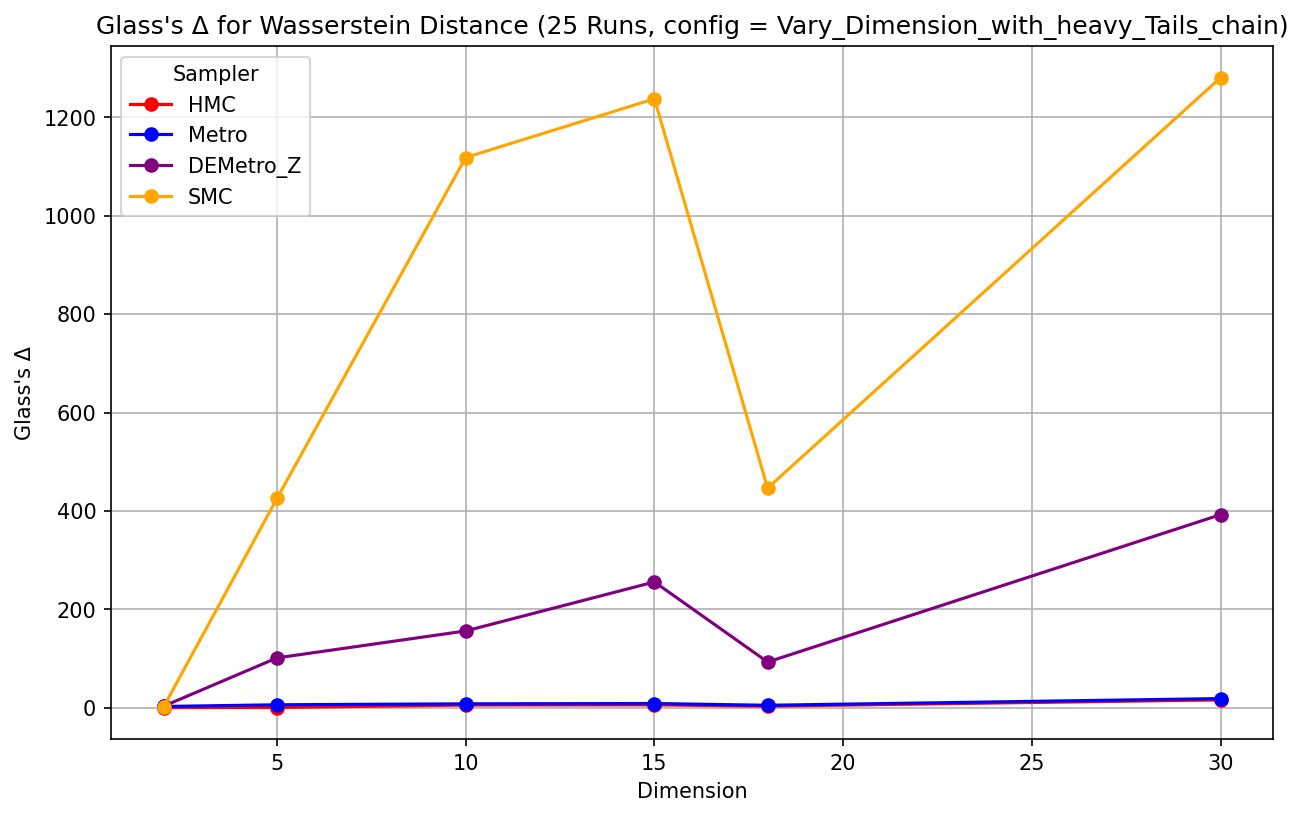 Glass's Δ for Wasserstein Distance (25 Runs, config = Vary_Dimension_with_heavy_Tails_chain)
Sampler
HMC
Metro
DEMetro_Z
SMC
Glass's Δ
1200
1000
800
600
400
200
0
5 10 15 20 25 30
Dimension